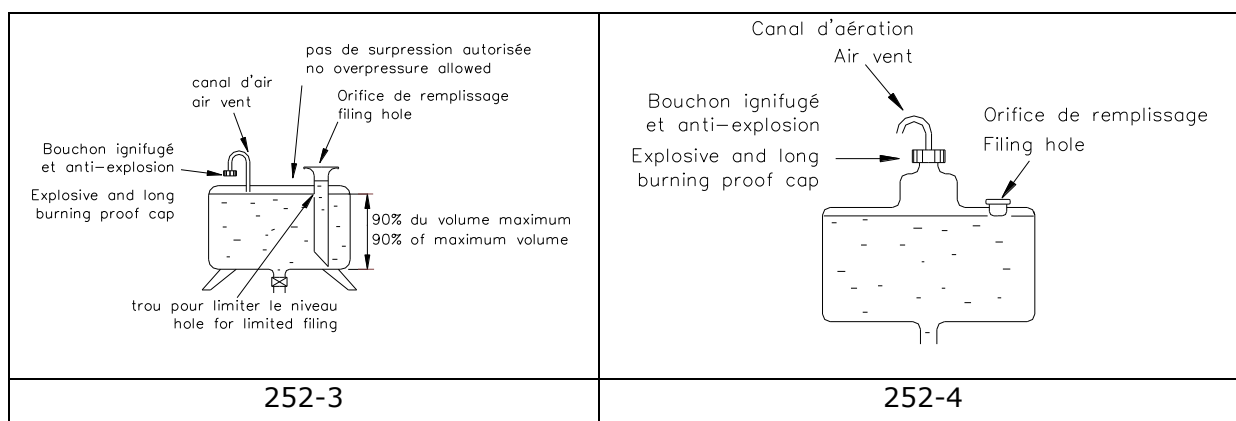 pas de surpression autorisée
no overpressure allowed
canal d'air
air vent
Orifice de remplissage
filing hole
Bouchon ignifugé
et anti-explosion
Explosive and long
burning proof cap
90% du volume maximum
90% of maximum volume
trou pour limiter le niveau
hole for limited filing
252-3
Canal d'aération
Air vent
Bouchon ignifugé
et anti-explosion
Explosive and long
burning proof cap
Orifice de remplissage
Filing hole
252-4